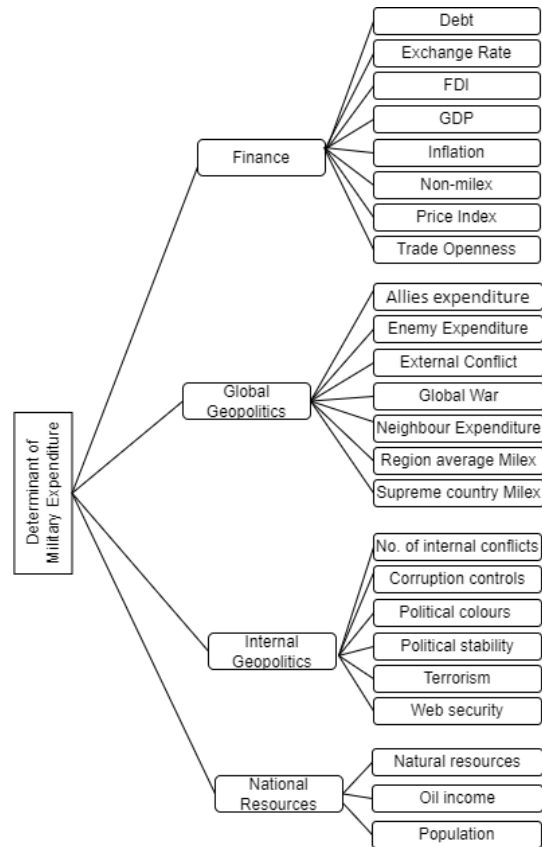 Debt
Exchange Rate
FDI
GDP
Finance
Inflation
Non-milex
Price Index
Trade Openness
Allies expenditure
Enemy Expenditure
External Conflict
Global
Geopolitics
Global War
Neighbour Expenditure
Region average Milex
Supreme country Milex
Determinant of
Military Expenditure
No. of internal conflicts
Corruption controls
Political colours
Internal
Geopolitics
Political stability
Terrorism
Web security
Natural resources
National
Resources
Oil income
Population